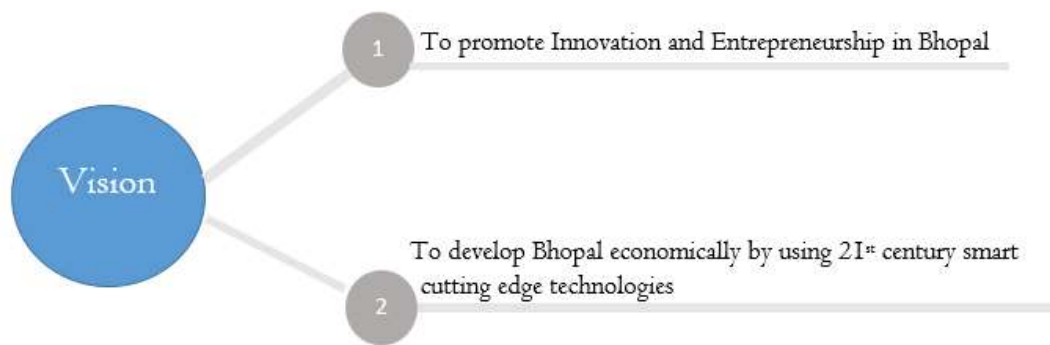 1
To promote Innovation and Entrepreneurship in Bhopal
Vision
To develop Bhopal economically by using 21st century smart
cutting edge technologies
2